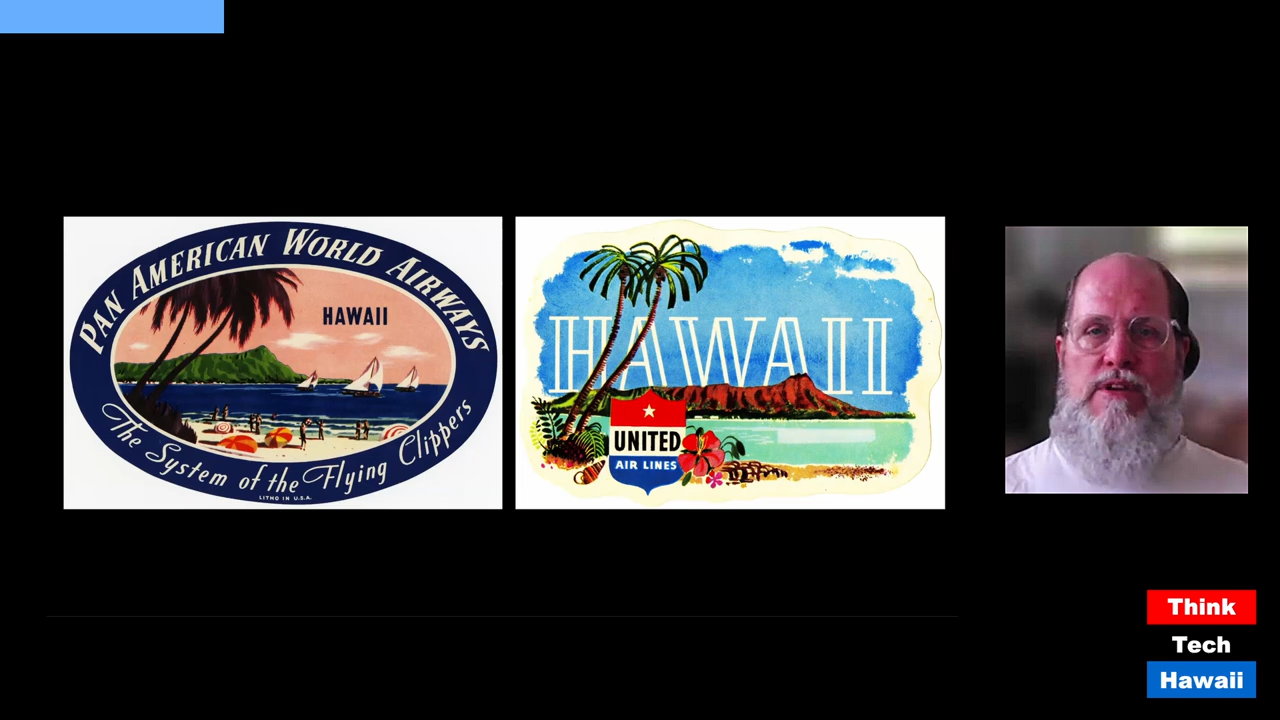 PAN AMERICAN WORLD AIRWAYS
HAWAII
The System of the Flying Clippers
LITHO IN U.S.A.
HAWAII
UNITED
AIR LINES
Think
Tech
Hawaii